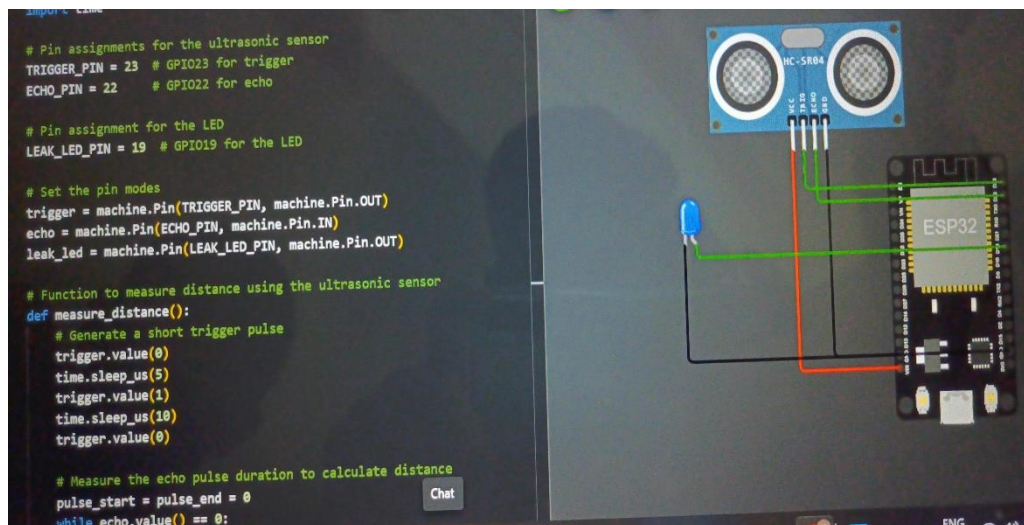 import time
# Pin assignments for the ultrasonic sensor
TRIGGER_PIN = 23  # GPIO23 for trigger
ECHO_PIN = 22     # GPIO22 for echo
# Pin assignment for the LED
LEAK_LED_PIN = 19  # GPIO19 for the LED
# Set the pin modes
trigger = machine.Pin(TRIGGER_PIN, machine.Pin.OUT)
echo = machine.Pin(ECHO_PIN, machine.Pin.IN)
leak_led = machine.Pin(LEAK_LED_PIN, machine.Pin.OUT)
# Function to measure distance using the ultrasonic sensor
def measure_distance():
    # Generate a short trigger pulse
    trigger.value(0)
    time.sleep_us(5)
    trigger.value(1)
    time.sleep_us(10)
    trigger.value(0)
    # Measure the echo pulse duration to calculate distance
    pulse_start = pulse_end = 0
    while echo.value() == 0:
Chat
HC-SR04
VCC
TRIG
ECHO
GND
ESP32
ENG